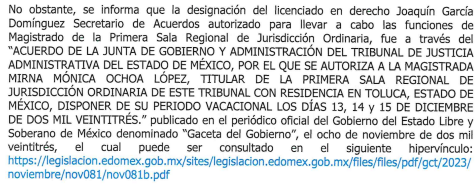 No obstante, se informa que la designación del licenciado en derecho Joaquín García
Domínguez Secretario de Acuerdos autorizado para llevar a cabo las funciones de
Magistrado de la Primera Sala Regional de Jurisdicción Ordinaria, fue a través del
"ACUERDO DE LA JUNTA DE GOBIERNO Y ADMINISTRACIÓN DEL TRIBUNAL DE JUSTICIA
ADMINISTRATIVA DEL ESTADO DE MÉXICO, POR EL QUE SE AUTORIZA A LA MAGISTRADA
MIRNA MÓNICA OCHOA LÓPEZ, TITULAR DE LA PRIMERA SALA REGIONAL DE
JURISDICCIÓN ORDINARIA DE ESTE TRIBUNAL CON RESIDENCIA EN TOLUCA, ESTADO DE
MÉXICO, DISPONER DE SU PERIODO VACACIONAL LOS DÍAS 13, 14 y 15 DE DICIEMBRE
DE DOS MIL VEINTITRÉS." publicado en el periódico oficial del Gobierno del Estado Libre y
Soberano de México denominado "Gaceta del Gobierno", el ocho de noviembre de dos mil
veintitrés, el cual puede ser consultado en el siguiente hipervínculo:
https://legislacion.edomex.gob.mx/sites/legislacion.edomex.gob.mx/files/files/pdf/gct/2023/
noviembre/nov081/nov081b.pdf